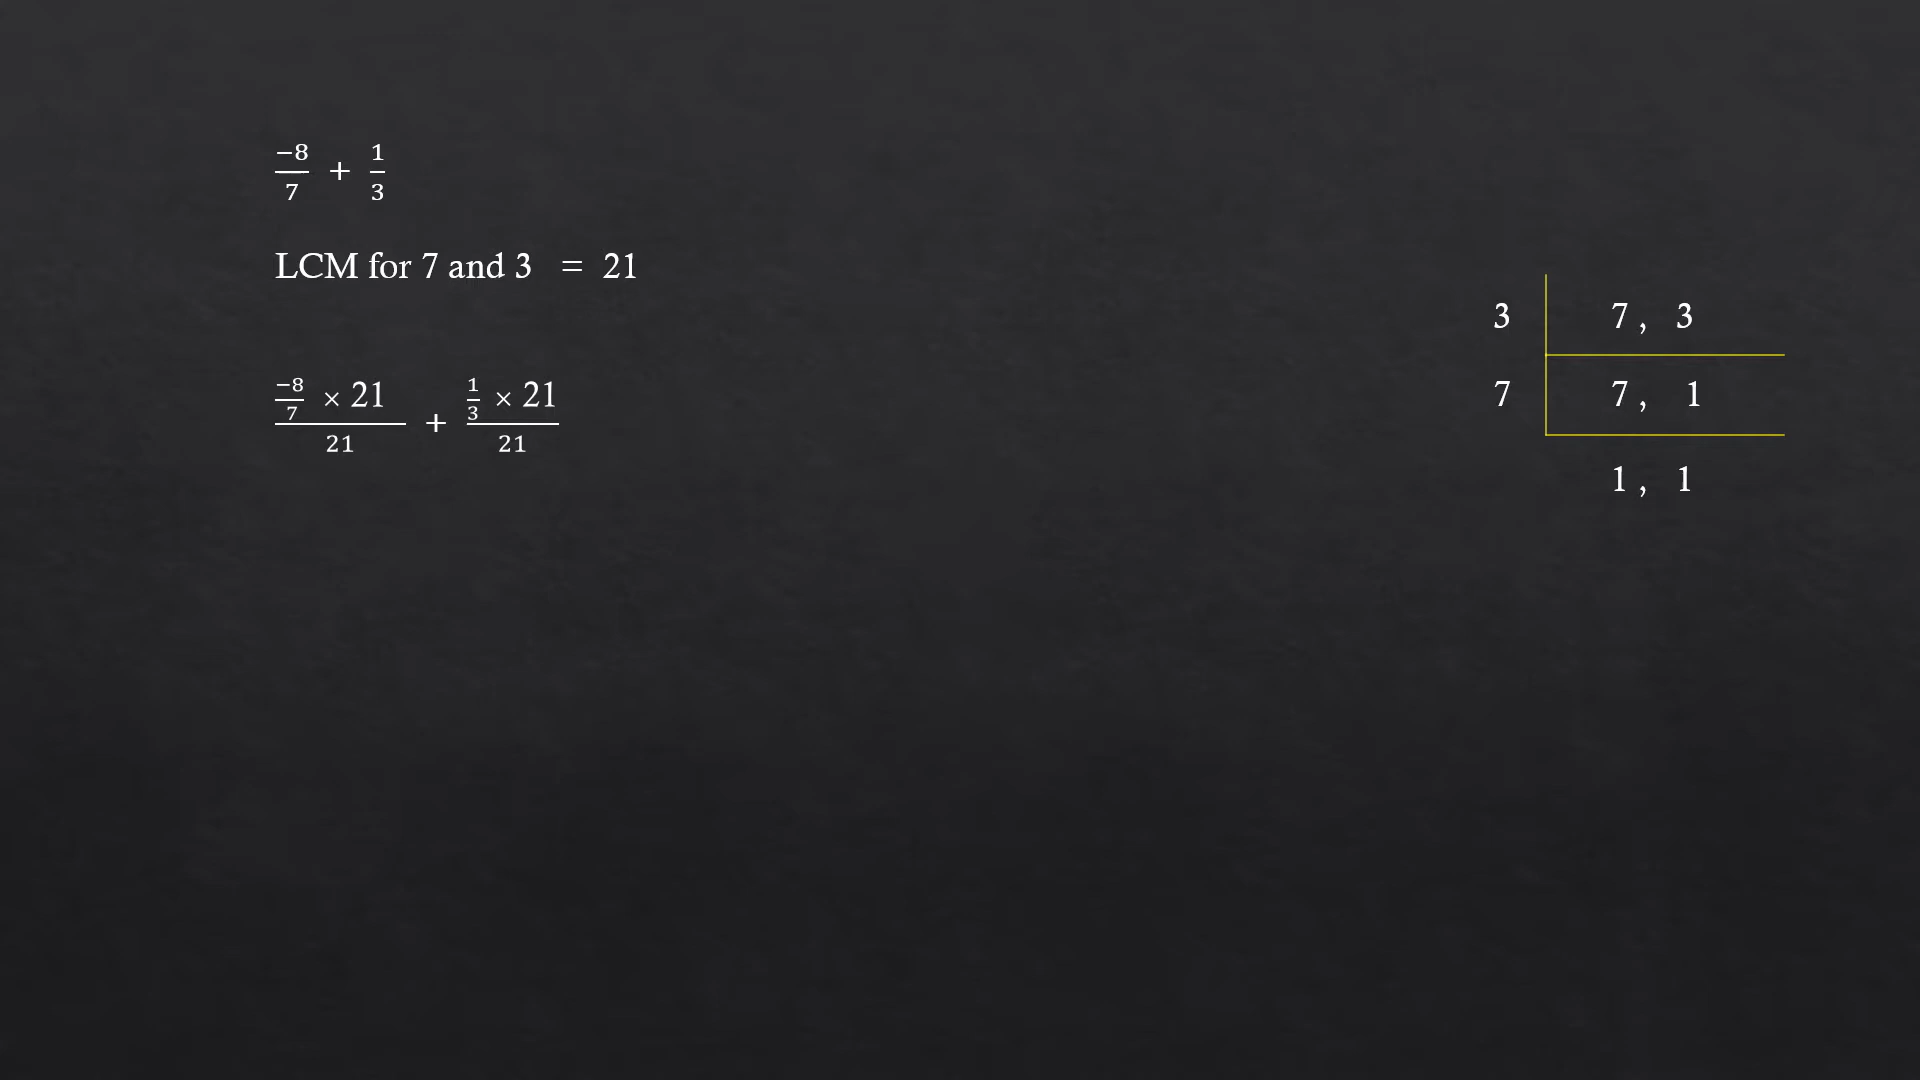 −8/7 + 1/3
LCM for 7 and 3 = 21
(−8/7 × 21)/21 + (1/3 × 21)/21
3 7 , 3
7 7 , 1
1 , 1